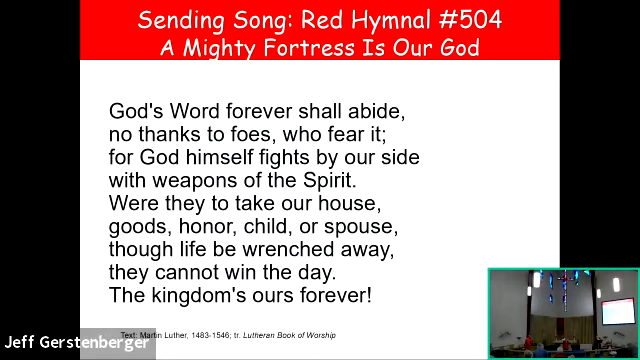 Sending Song: Red Hymnal #504
A Mighty Fortress Is Our God
God's Word forever shall abide,
no thanks to foes, who fear it;
for God himself fights by our side
with weapons of the Spirit.
Were they to take our house,
goods, honor, child, or spouse,
though life be wrenched away,
they cannot win the day.
The kingdom's ours forever!
Text: Martin Luther, 1483-1546; tr. Lutheran Book of Worship
Jeff Gerstenberger